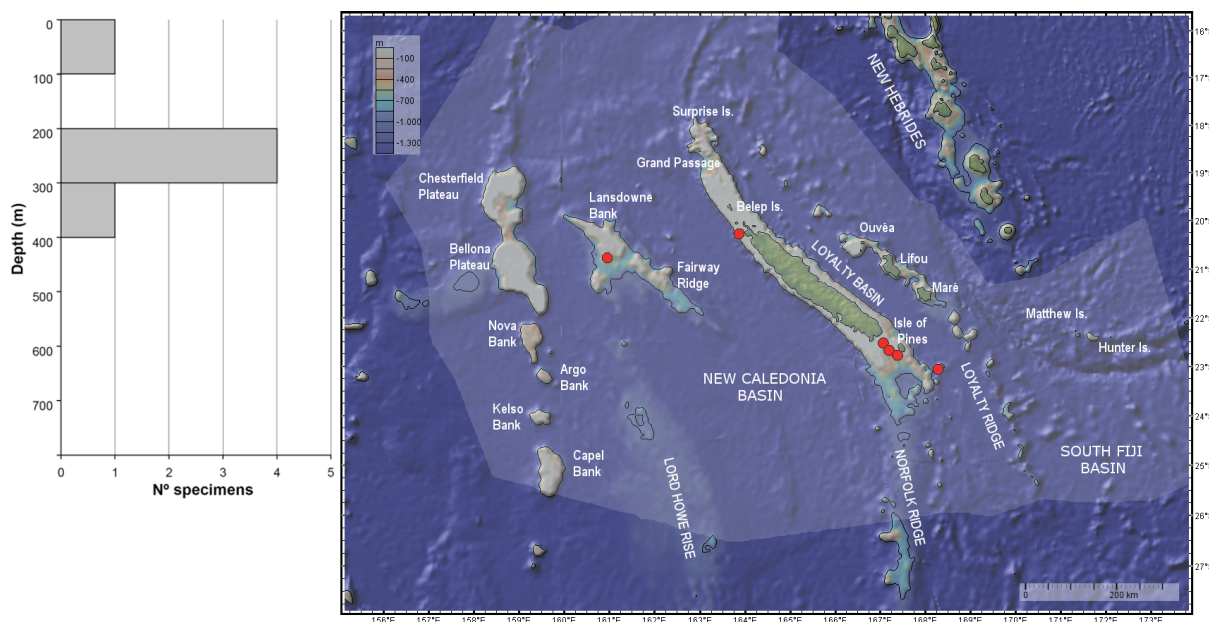 0
100
200
300
400
500
600
700
Depth (m)
0
1
2
3
4
5
Nº specimens
m
-100
-400
-700
-1.000
-1.300
NEW HEBRIDES
Surprise Is.
Grand Passage
Chesterfield
Plateau
Lansdowne
Bank
Belep Is.
Ouvéa
Bellona
Plateau
LOYALTY BASIN
Lifou
Fairway
Ridge
Maré
Isle of
Pines
Matthew Is.
Nova
Bank
Hunter Is.
Argo
Bank
NEW CALEDONIA
BASIN
LOYALTY RIDGE
Kelso
Bank
Capel
Bank
LORD HOWE RISE
NORFOLK RIDGE
SOUTH FIJI
BASIN
0
200 km
16°
17°
18°
19°
20°
21°
22°
23°
24°
25°
26°
27°
156°E
157°E
158°E
159°E
160°E
161°E
162°E
163°E
164°E
165°E
166°E
167°E
168°E
169°E
170°E
171°E
172°E
173°E